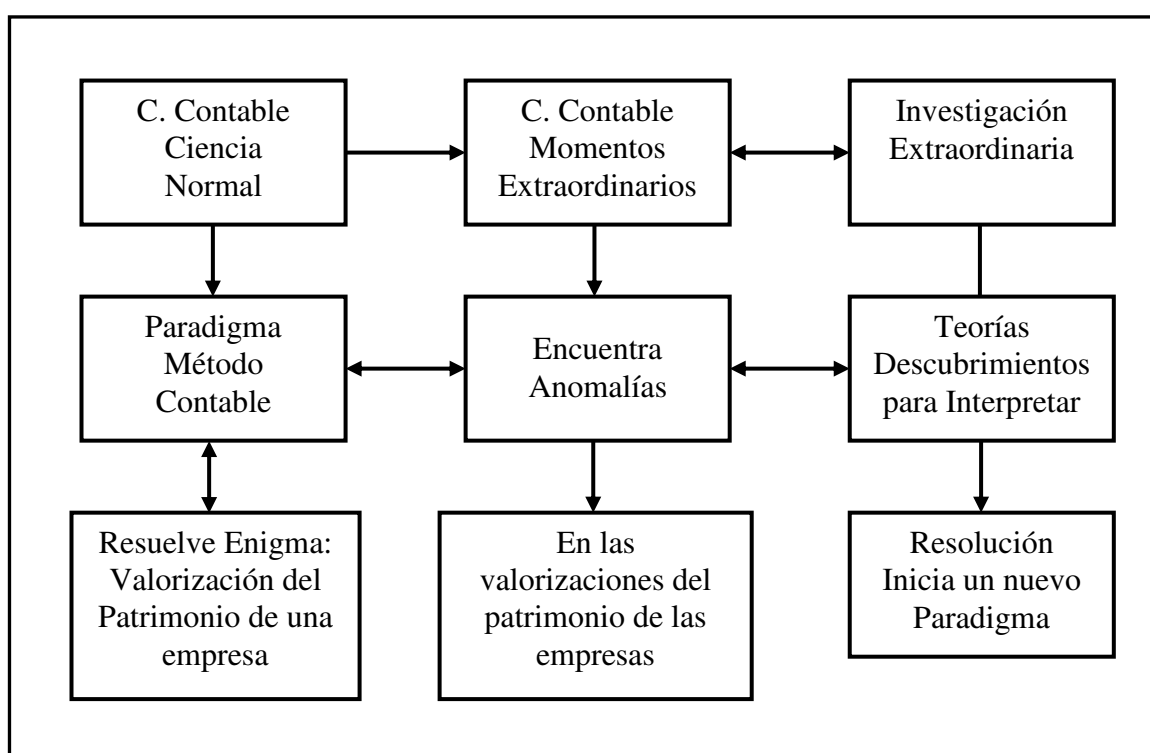 C. Contable
Ciencia
Normal
C. Contable
Momentos
Extraordinarios
Investigación
Extraordinaria
Paradigma
Método
Contable
Encuentra
Anomalías
Teorías
Descubrimientos
para Interpretar
Resuelve Enigma:
Valorización del
Patrimonio de una
empresa
En las
valorizaciones del
patrimonio de las
empresas
Resolución
Inicia un nuevo
Paradigma